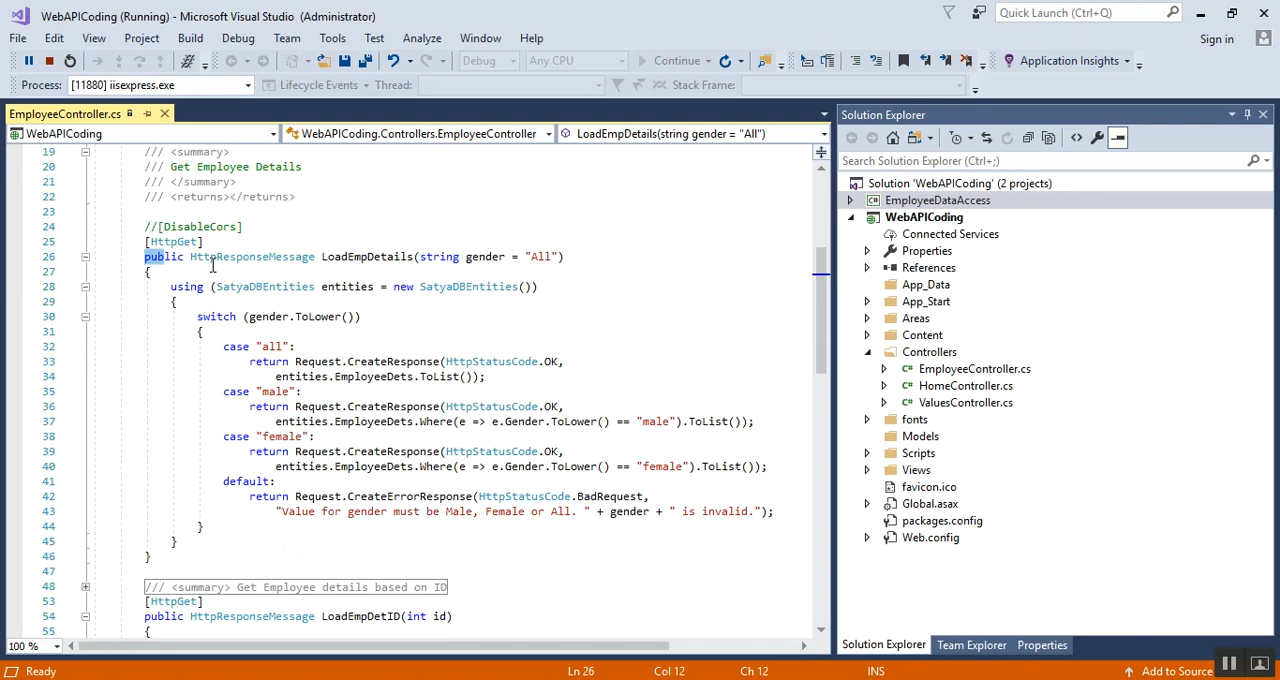 WebAPICoding (Running) - Microsoft Visual Studio (Administrator)
Quick Launch (Ctrl+Q)
File Edit View Project Build Debug Team Tools Test Analyze Window Help
Sign in
Debug Any CPU Continue Application Insights
Process: [11880] iisexpress.exe Lifecycle Events Thread: Stack Frame:
EmployeeController.cs
WebAPICoding WebAPICoding.Controllers.EmployeeController LoadEmpDetails(string gender = "All")
19 /// <summary>
20 /// Get Employee Details
21 /// </summary>
22 /// <returns></returns>
23
24 //[DisableCors]
25 [HttpGet]
26 public HttpResponseMessage LoadEmpDetails(string gender = "All")
27 {
28 using (SatyaDBEntities entities = new SatyaDBEntities())
29 {
30 switch (gender.ToLower())
31 {
32 case "all":
33 return Request.CreateResponse(HttpStatusCode.OK,
34 entities.EmployeeDets.ToList());
35 case "male":
36 return Request.CreateResponse(HttpStatusCode.OK,
37 entities.EmployeeDets.Where(e => e.Gender.ToLower() == "male").ToList());
38 case "female":
39 return Request.CreateResponse(HttpStatusCode.OK,
40 entities.EmployeeDets.Where(e => e.Gender.ToLower() == "female").ToList());
41 default:
42 return Request.CreateErrorResponse(HttpStatusCode.BadRequest,
43 "Value for gender must be Male, Female or All. " + gender + " is invalid.");
44 }
45 }
46 }
47
48 /// <summary> Get Employee details based on ID
53 [HttpGet]
54 public HttpResponseMessage LoadEmpDetID(int id)
55 {
100 %
Solution Explorer
Search Solution Explorer (Ctrl+;)
Solution 'WebAPICoding' (2 projects)
EmployeeDataAccess
WebAPICoding
Connected Services
Properties
References
App_Data
App_Start
Areas
Content
Controllers
EmployeeController.cs
HomeController.cs
ValuesController.cs
fonts
Models
Scripts
Views
favicon.ico
Global.asax
packages.config
Web.config
Solution Explorer Team Explorer Properties
Ready Ln 26 Col 12 Ch 12 INS Add to Source